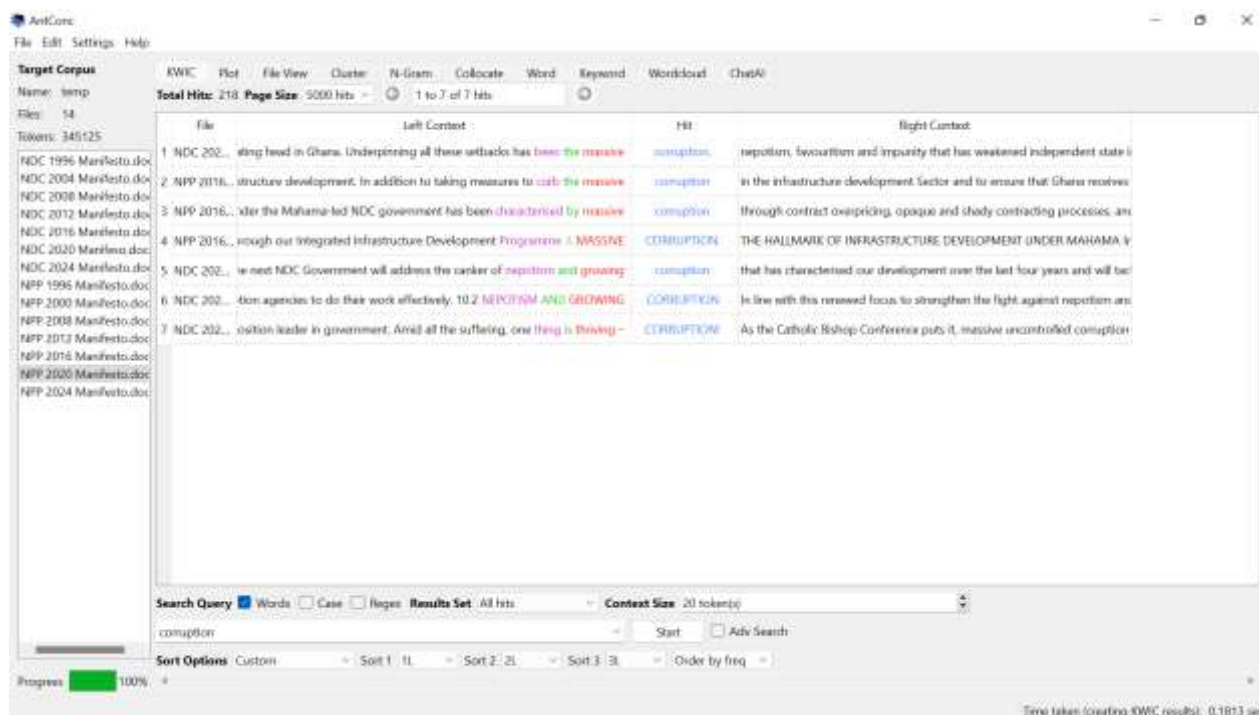 AntConc
File Edit Settings Help
Target Corpus
Name: temp
Files: 14
Tokens: 345125
NDC 1996 Manifesto.doc
NDC 2004 Manifesto.doc
NDC 2008 Manifesto.doc
NDC 2012 Manifesto.doc
NDC 2016 Manifesto.doc
NDC 2020 Manifesto.doc
NDC 2024 Manifesto.doc
NPP 1996 Manifesto.doc
NPP 2000 Manifesto.doc
NPP 2008 Manifesto.doc
NPP 2012 Manifesto.doc
NPP 2016 Manifesto.doc
NPP 2020 Manifesto.doc
NPP 2024 Manifesto.doc
Progress 100%
KWIC Plot File View Cluster N-Gram Collocate Word Keyword Wordcloud ChatAI
Total Hits: 218 Page Size 5000 hits 1 to 7 of 7 hits
File Left Context Hit Right Context
1 NDC 202... ating head in Ghana. Underpinning all these setbacks has been the massive corruption, nepotism, favouritism and impunity that has weakened independent state i
2 NPP 2016... structure development. In addition to taking measures to curb the massive corruption in the infrastructure development Sector and to ensure that Ghana receives
3 NPP 2016... nder the Mahama-led NDC government has been characterised by massive corruption through contract overpricing, opaque and shady contracting processes, and
4 NPP 2016... irough our Integrated Infrastructure Development Programme MASSIVE CORRUPTION THE HALLMARK OF INFRASTRUCTURE DEVELOPMENT UNDER MAHAMA
5 NDC 202... ie next NDC Government will address the canker of nepotism and growing corruption that has characterised our development over the last four years and will
6 NDC 202... ition agencies to do their work effectively. 10.2 NEPOTISM AND GROWING CORRUPTION In line with this renewed focus to strengthen the fight against nepotism and
7 NDC 202... osition leader in government. Amid all the suffering, one thing is thriving – CORRUPTION! As the Catholic Bishop Conference puts it, massive uncontrolled corruption
Search Query Words Case Regex Results Set All hits Context Size 20 token(s)
corruption Start Adv Search
Sort Options Custom Sort 1 1L Sort 2 2L Sort 3 3L Order by freq
Time taken (creating KWIC results): 0.1813 se